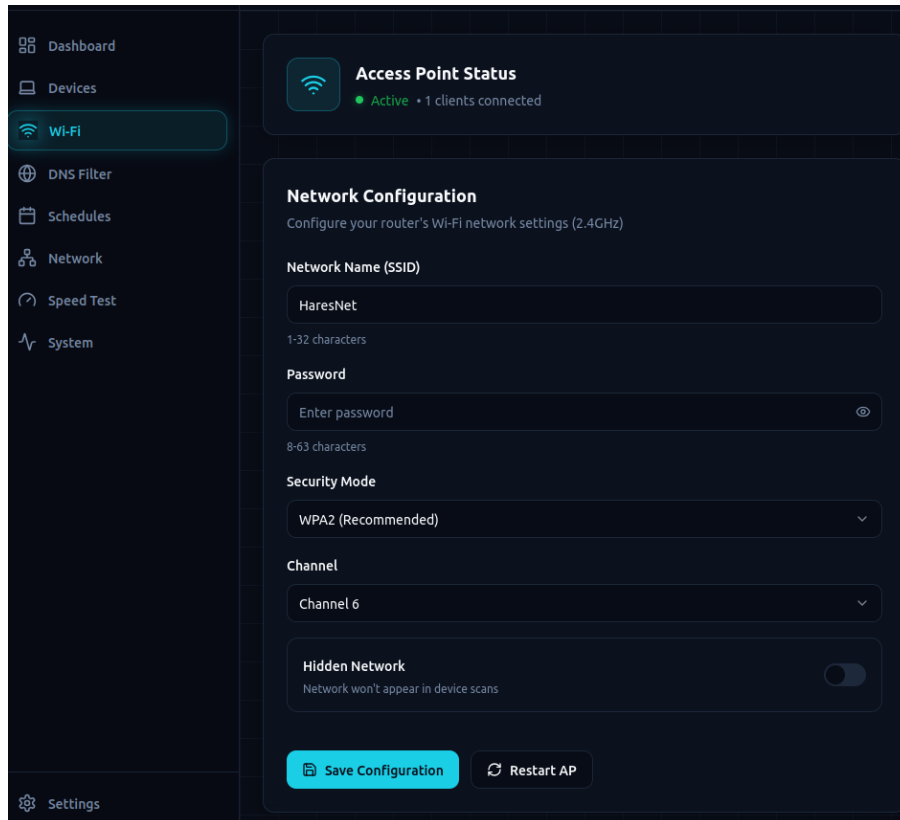 Dashboard
Devices
Wi-Fi
DNS Filter
Schedules
Network
Speed Test
System
Settings
Access Point Status
Active • 1 clients connected
Network Configuration
Configure your router's Wi-Fi network settings (2.4GHz)
Network Name (SSID)
HaresNet
1-32 characters
Password
Enter password
8-63 characters
Security Mode
WPA2 (Recommended)
Channel
Channel 6
Hidden Network
Network won't appear in device scans
Save Configuration
Restart AP